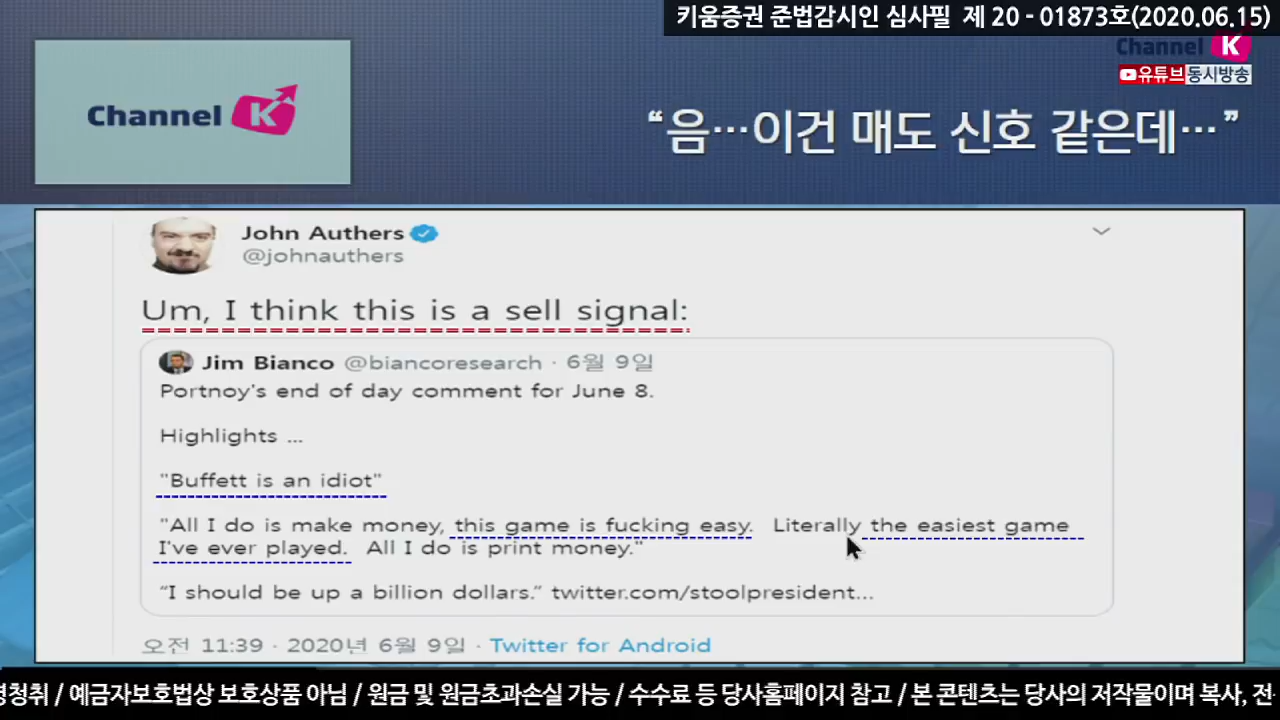 키움증권 준법감시인 심사필 제 20 - 01873호(2020.06.15)
Channel K
유튜브 동시방송
Channel K
“음…이건 매도 신호 같은데…”
John Authers
@johnauthers
Um, I think this is a sell signal:
Jim Bianco @biancoresearch · 6월 9일
Portnoy's end of day comment for June 8.
Highlights ...
"Buffett is an idiot"
"All I do is make money, this game is fucking easy. Literally the easiest game
I've ever played. All I do is print money."
“I should be up a billion dollars.” twitter.com/stoolpresident...
오전 11:39 · 2020년 6월 9일 · Twitter for Android
청취 / 예금자보호법상 보호상품 아님 / 원금 및 원금초과손실 가능 / 수수료 등 당사홈페이지 참고 / 본 콘텐츠는 당사의 저작물이며 복사, 전